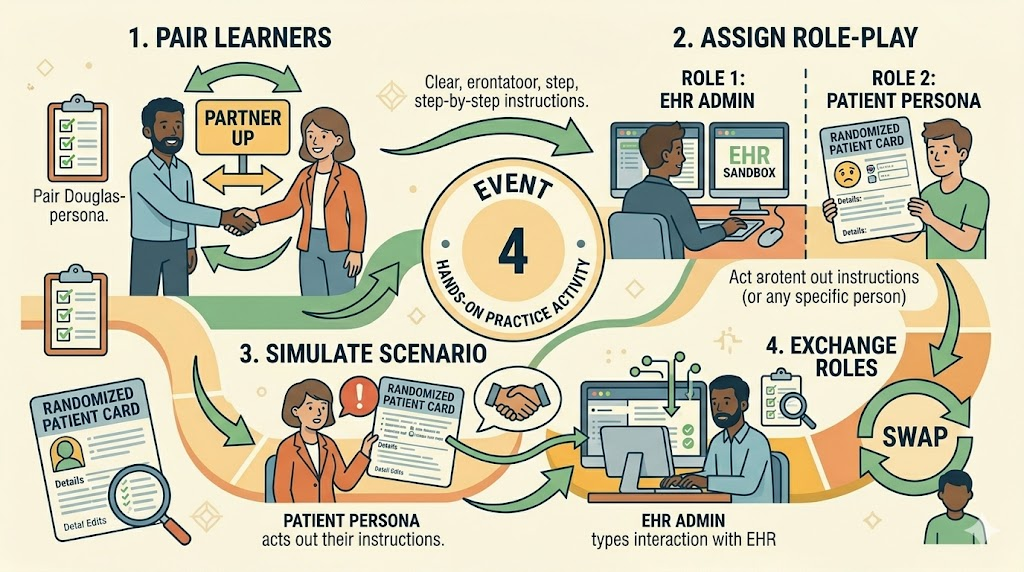 1. PAIR LEARNERS
PARTNER
UP
Pair Douglas-
persona.
Clear, erontatoor, step,
step-by-step instructions.
2. ASSIGN ROLE-PLAY
ROLE 1:
EHR ADMIN
EHR
SANDBOX
ROLE 2:
PATIENT PERSONA
RANDOMIZED
PATIENT CARD
Details:
Details:
Act arotent out instructions
(or any specific person)
EVENT
4
HANDS-ON PRACTICE ACTIVITY
3. SIMULATE SCENARIO
RANDOMIZED
PATIENT CARD
Details
Detal Edits
RANDOMIZED
PATIENT CARD
Details
PATIENT PERSONA
acts out their instructions.
EHR ADMIN
types interaction with EHR
4. EXCHANGE
ROLES
SWAP